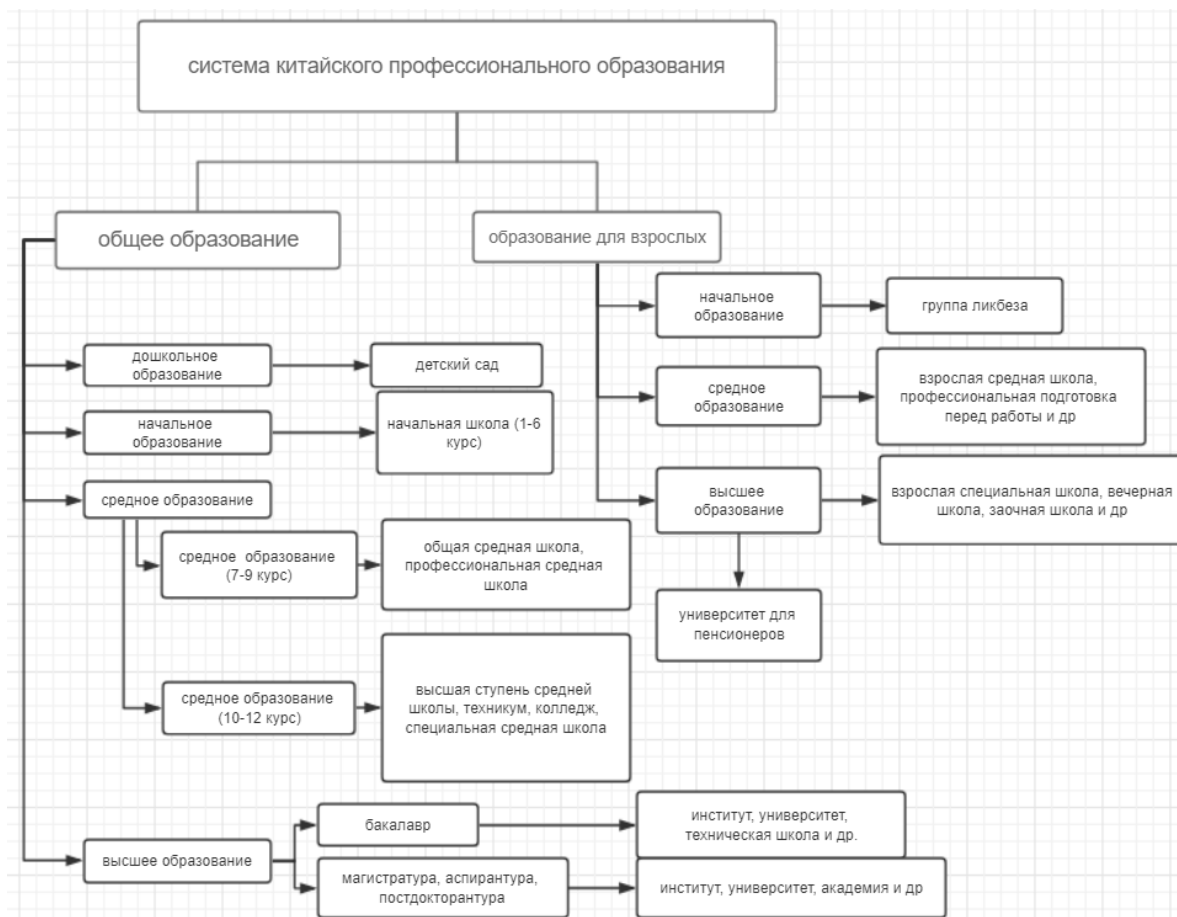 система китайского профессионального образования
общее образование
образование для взрослых
начальное
образование
группа ликбеза
дошкольное
образование
детский сад
средное
образование
взрослая средная школа,
профессиональная подготовка
перед работы и др
начальное
образование
начальная школа (1-6
курс)
средное образование
высшее
образование
взрослая специальная школа, вечерная
школа, заочная школа и др
средное образование
(7-9 курс)
общая средная школа,
профессиональная средная
школа
университет для
пенсионеров
средное образование
(10-12 курс)
высшая ступень средней
школы, техникум, колледж,
специальная средная школа
высшее образование
бакалавр
институт, университет,
техническая школа и др.
магистратура, аспирантура,
постдокторантура
институт, университет, академия и др